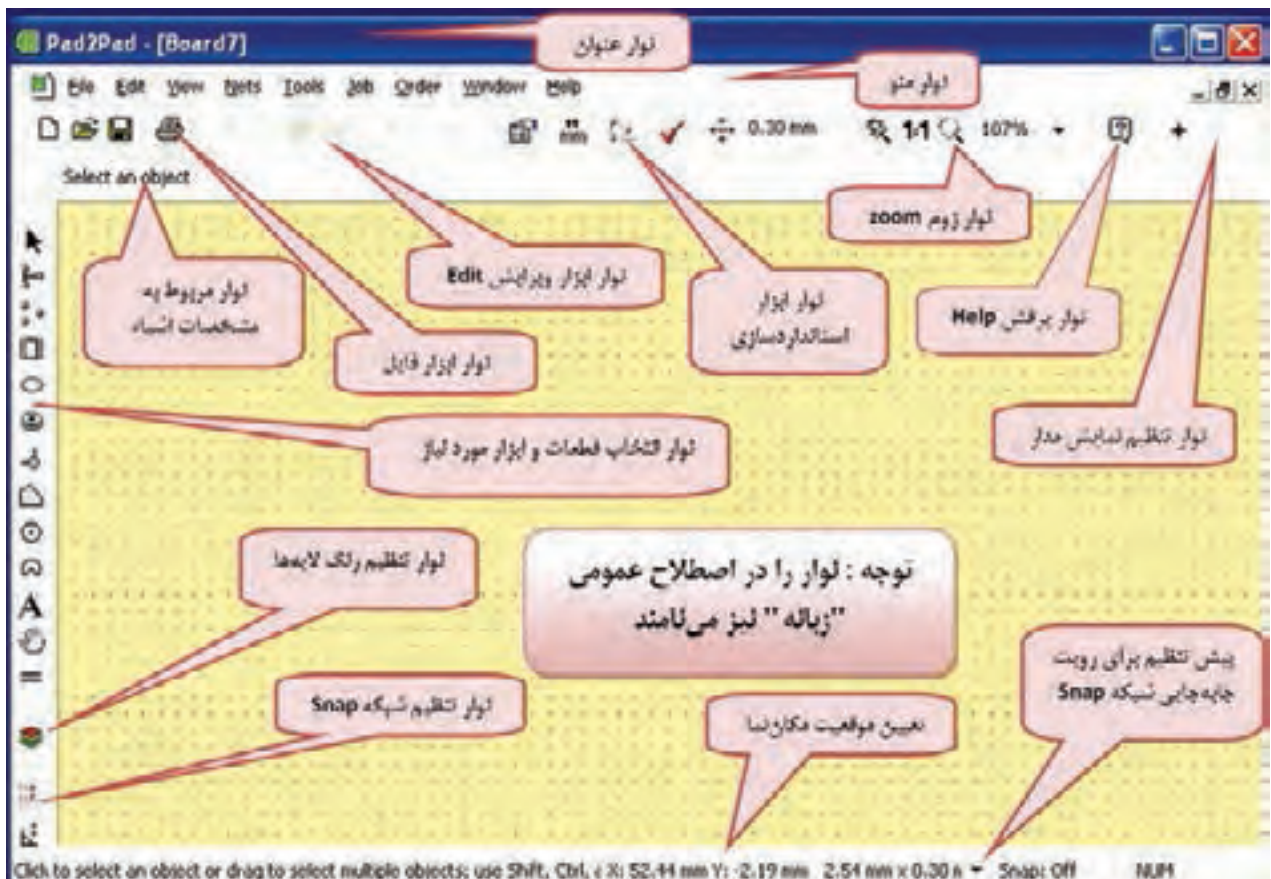 Pad2Pad - [Board7]
نوار عنوان
File Edit View Nets Tools Job Order Window Help
نوار منو
mm
0.30 mm
1:1
107%
Select an object
نوار زوم zoom
نوار ابزار ویرایش Edit
نوار مربوط به
مشخصات اشیاء
نوار ابزار
استانداردسازی
نوار پرفش Help
نوار ابزار فایل
نوار تنظیم نمایش مدار
نوار انتخاب قطعات و ابزار مورد نیاز
نوار تنظیم رنگ لایه‌ها
توجه : نوار را در اصطلاح عمومی
"زبانه" نیز می‌نامند
پیش تنظیم برای رویت
جابه‌جایی شبکه Snap
نوار تنظیم شبکه Snap
تعیین موقعیت مکان‌نما
Click to select an object or drag to select multiple objects; use Shift, Ctrl, X: 52.44 mm Y: -2.19 mm 2.54 mm x 0.30 n Snap: Off NUM